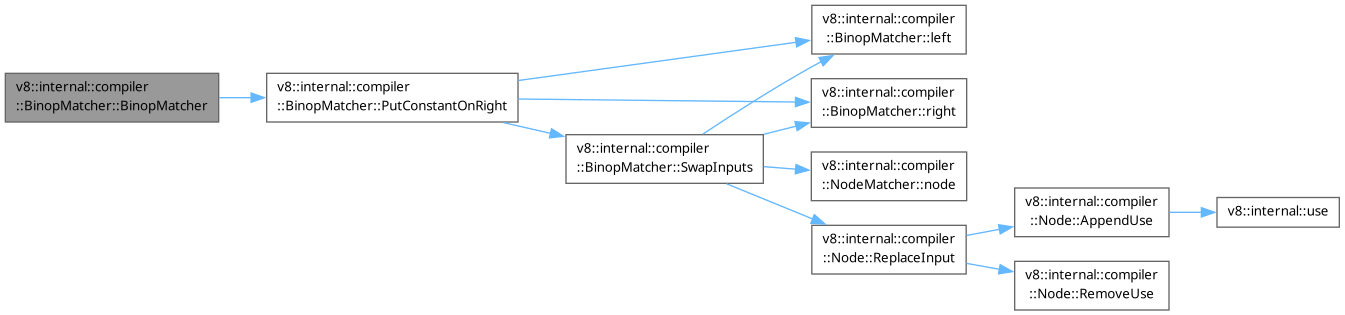 v8::internal::compiler
::BinopMatcher::BinopMatcher
v8::internal::compiler
::BinopMatcher::PutConstantOnRight
v8::internal::compiler
::BinopMatcher::left
v8::internal::compiler
::BinopMatcher::right
v8::internal::compiler
::BinopMatcher::SwapInputs
v8::internal::compiler
::NodeMatcher::node
v8::internal::compiler
::Node::ReplaceInput
v8::internal::compiler
::Node::AppendUse
v8::internal::use
v8::internal::compiler
::Node::RemoveUse